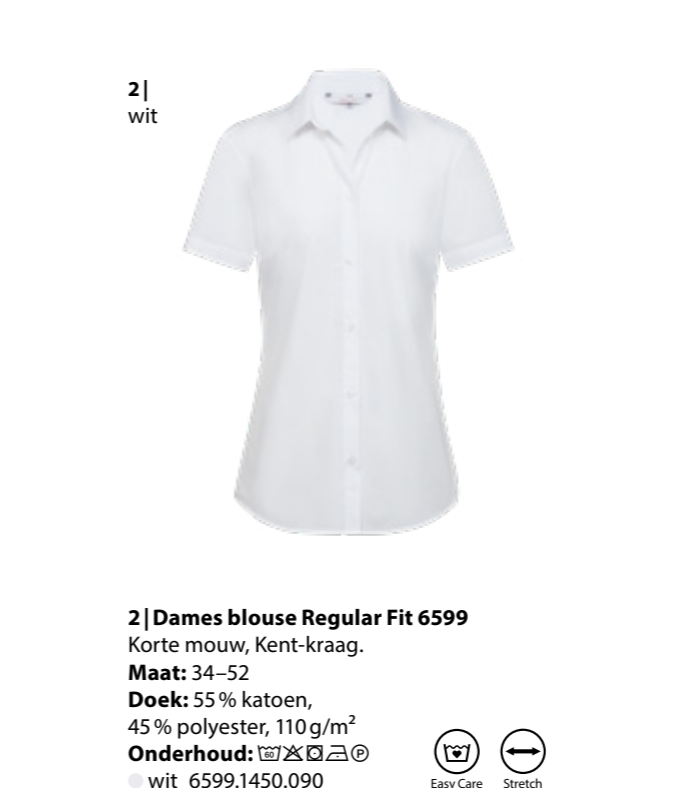 2|
wit
2| Dames blouse Regular Fit 6599
Korte mouw, Kent-kraag.
Maat: 34–52
Doek: 55 % katoen,
45 % polyester, 110 g/m²
Onderhoud: 60 P
wit 6599.1450.090
Easy Care Stretch